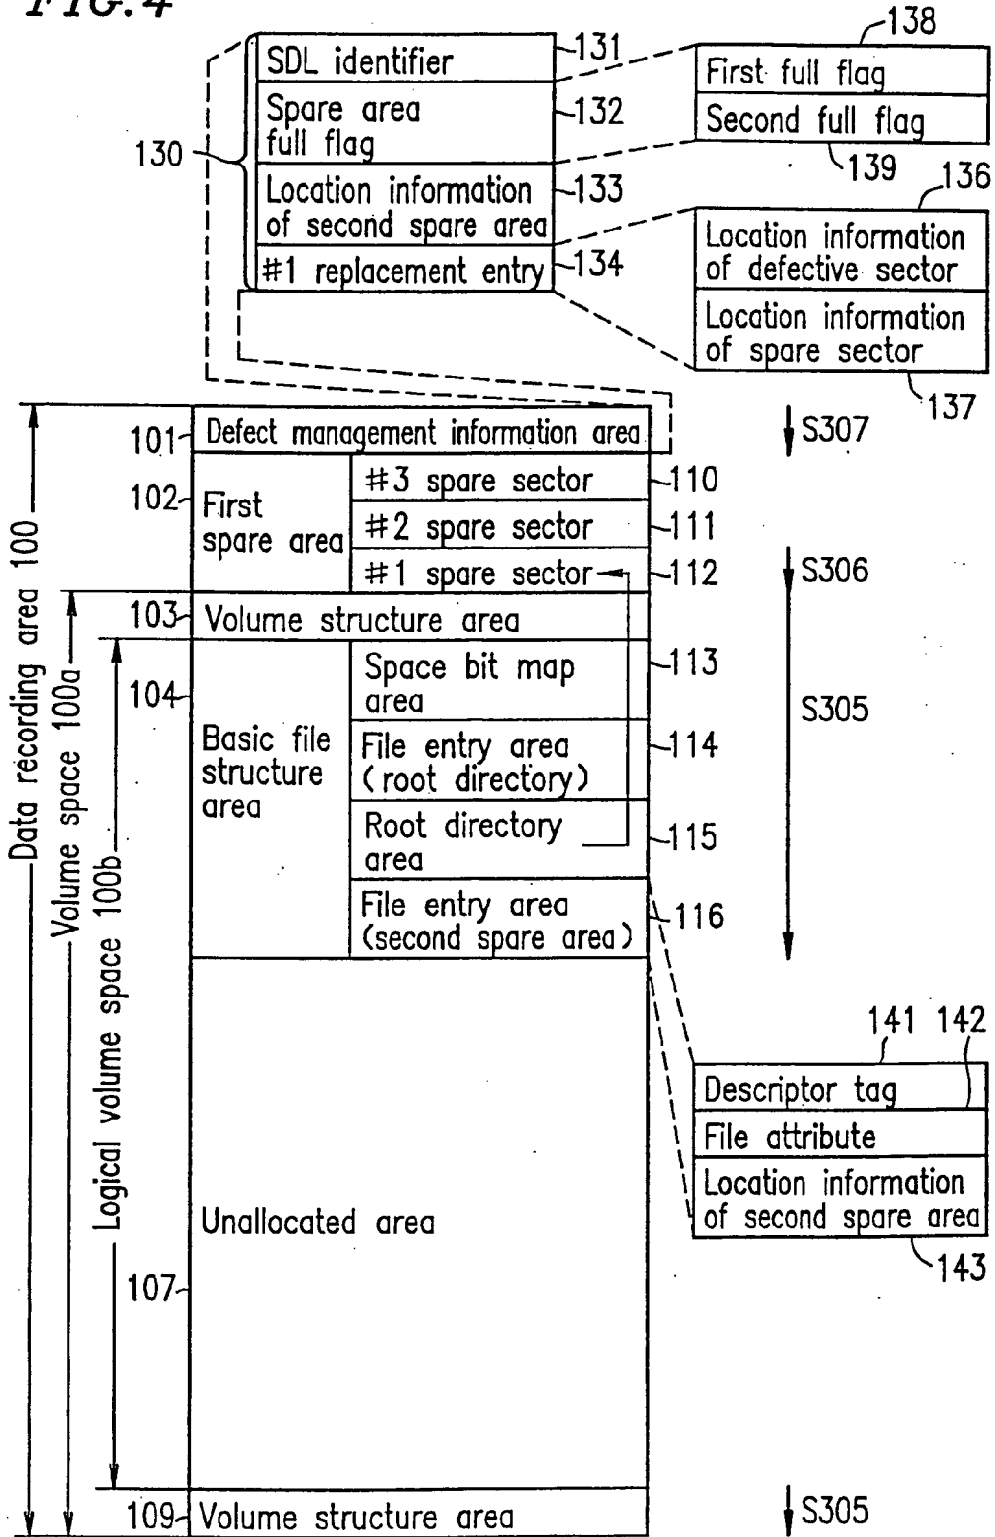 FIG. 4
SDL identifier
131
Spare area
full flag
132
130
Location information
of second spare area
133
#1 replacement entry
134
138
First full flag
Second full flag
139
136
Location information
of defective sector
Location information
of spare sector
137
Data recording area 100
Volume space 100a
Logical volume space 100b
101
Defect management information area
S307
102
First
spare area
#3 spare sector
110
#2 spare sector
111
#1 spare sector
112
S306
103
Volume structure area
104
Basic file
structure
area
Space bit map
area
113
S305
File entry area
(root directory)
114
Root directory
area
115
File entry area
(second spare area)
116
141 142
Descriptor tag
File attribute
Location information
of second spare area
143
Unallocated area
107
109
Volume structure area
S305